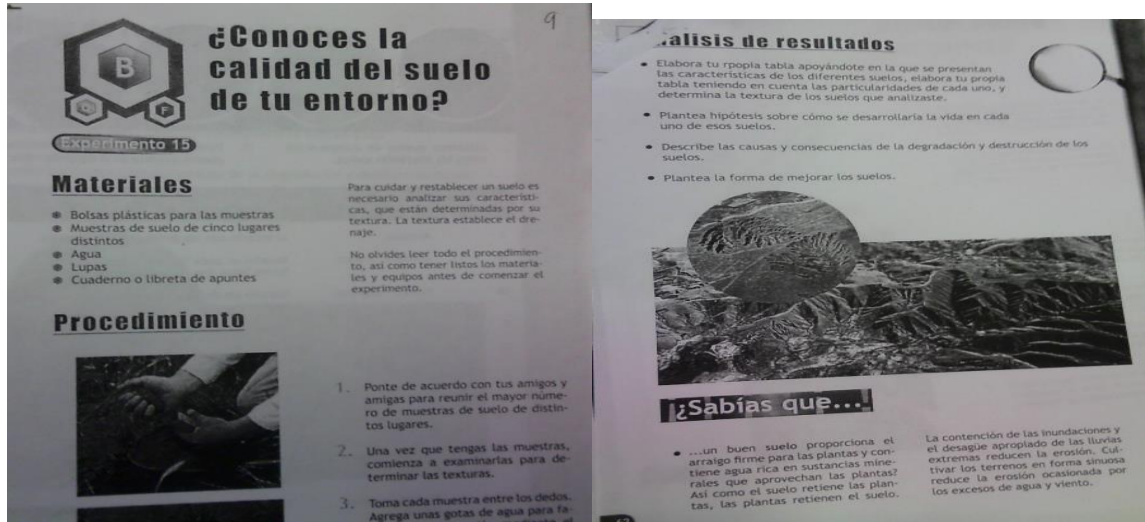 9
¿Conoces la
calidad del suelo
de tu entorno?
B
F
Experimento 15
Materiales
Bolsas plásticas para las muestras
Muestras de suelo de cinco lugares
distintos
Agua
Lupas
Cuaderno o libreta de apuntes
Para cuidar y restablecer un suelo es
necesario analizar sus característi-
cas, que están determinadas por su
textura. La textura establece el dre-
naje.
No olvides leer todo el procedimien-
to, así como tener listos los materia-
les y equipos antes de comenzar el
experimento.
Procedimiento
1. Ponte de acuerdo con tus amigos y
amigas para reunir el mayor núme-
ro de muestras de suelo de distin-
tos lugares.
2. Una vez que tengas las muestras,
comienza a examinarlas para de-
terminar las texturas.
3. Toma cada muestra entre los dedos.
Agrega unas gotas de agua para fa-
alisis de resultados
Elabora tu rpopia tabla apoyándote en la que se presentan
las características de los diferentes suelos, elabora tu propia
tabla teniendo en cuenta las particularidades de cada uno, y
determina la textura de los suelos que analizaste.
Plantea hipótesis sobre cómo se desarrollaría la vida en cada
uno de esos suelos.
Describe las causas y consecuencias de la degradación y destrucción de los
suelos.
Plantea la forma de mejorar los suelos.
¿Sabías que...
...un buen suelo proporciona el
arraigo firme para las plantas y con-
tiene agua rica en sustancias mine-
rales que aprovechan las plantas?
Así como el suelo retiene las plan-
tas, las plantas retienen el suelo.
La contención de las inundaciones y
el desagüe apropiado de las lluvias
extremas reducen la erosión. Cul-
tivar los terrenos en forma sinuosa
reduce la erosión ocasionada por
los excesos de agua y viento.